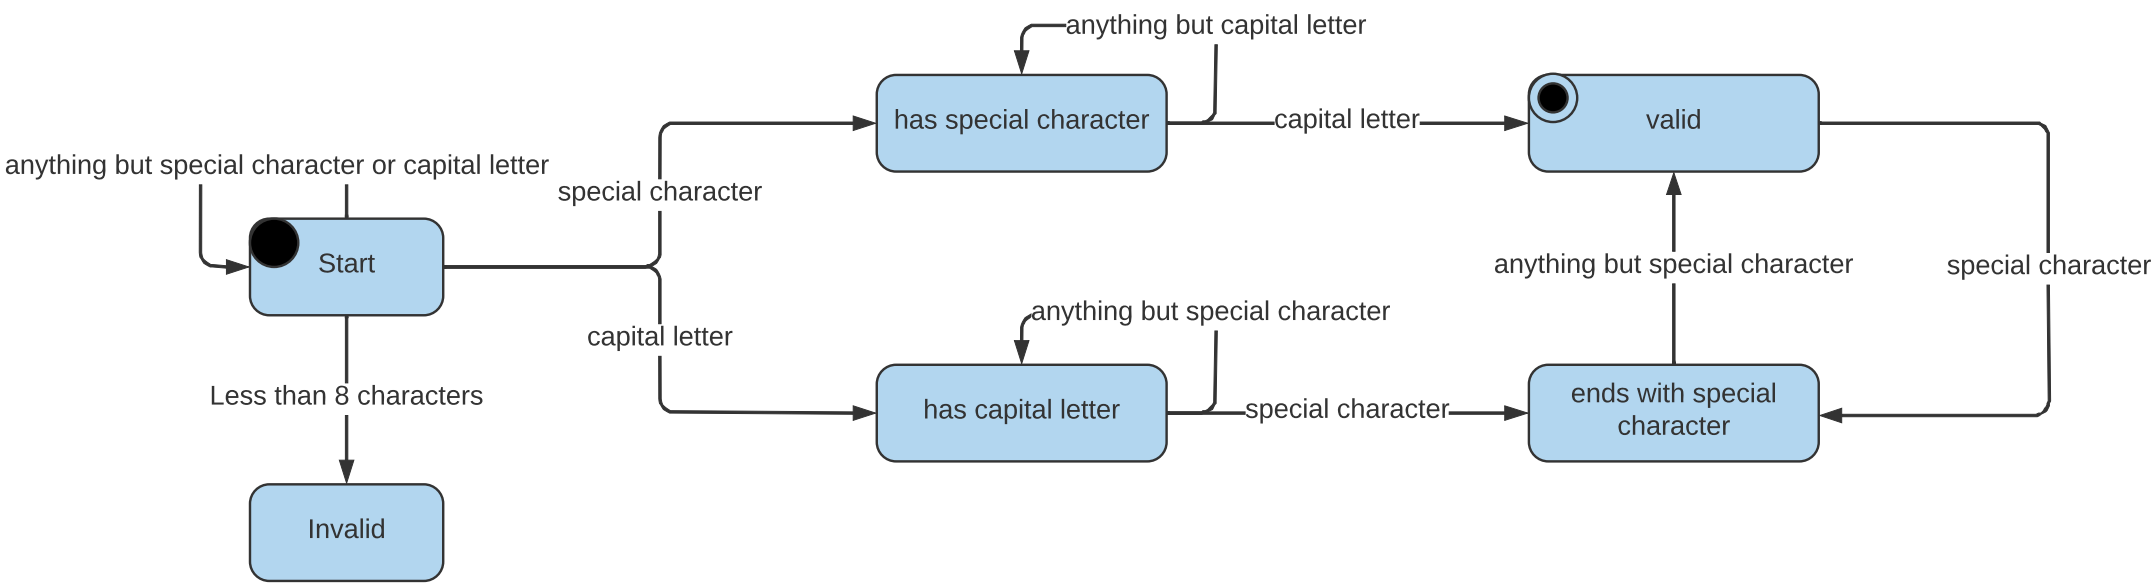 anything but capital letter
has special character
capital letter
valid
anything but special character or capital letter
special character
Start
anything but special character
special character
anything but special character
capital letter
Less than 8 characters
has capital letter
special character
ends with special
character
Invalid